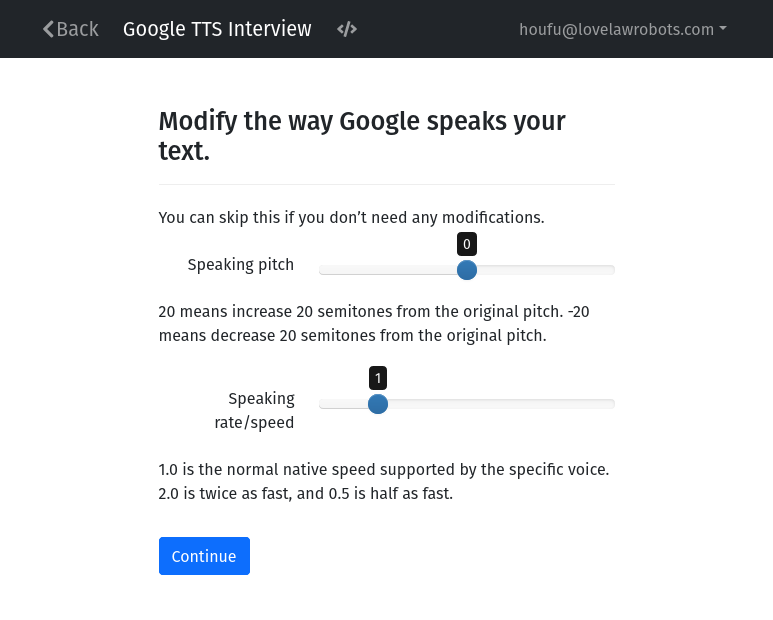 Back Google TTS Interview </> houfu@lovelawrobots.com
Modify the way Google speaks your
text.
You can skip this if you don’t need any modifications.
0
Speaking pitch
20 means increase 20 semitones from the original pitch. -20
means decrease 20 semitones from the original pitch.
1
Speaking
rate/speed
1.0 is the normal native speed supported by the specific voice.
2.0 is twice as fast, and 0.5 is half as fast.
Continue